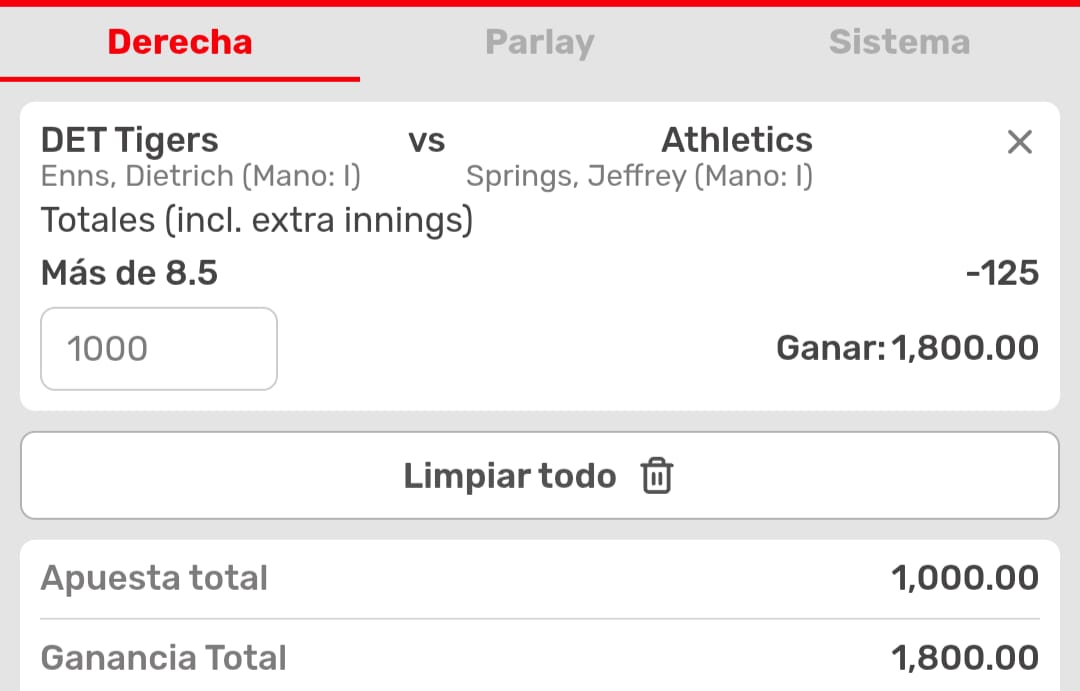 Derecha Parlay Sistema
DET Tigers vs Athletics
Enns, Dietrich (Mano: I) Springs, Jeffrey (Mano: I)
Totales (incl. extra innings)
Más de 8.5 -125
1000 Ganar: 1,800.00
Limpiar todo
Apuesta total 1,000.00
Ganancia Total 1,800.00